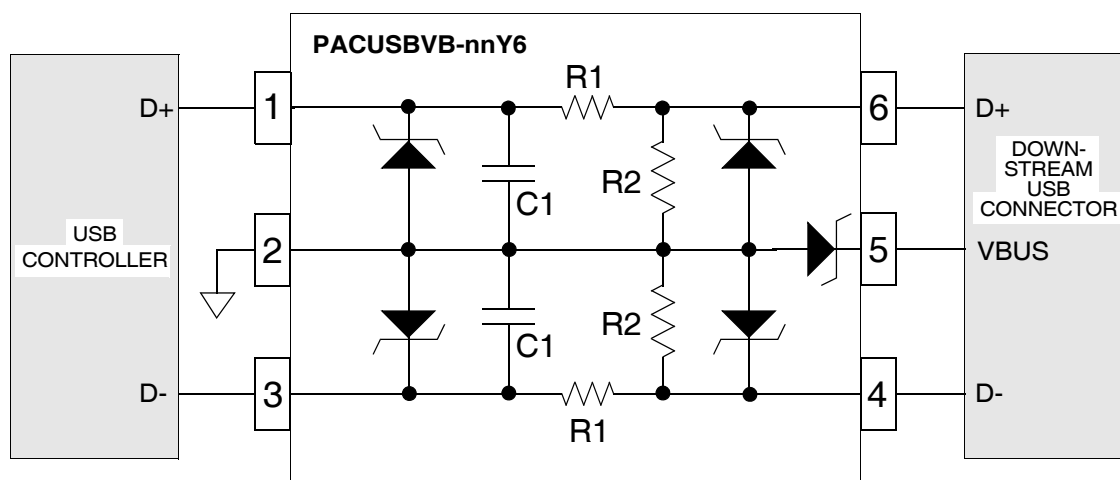 PACUSBVB-nnY6
R1
D+
1
6
D+
R2
C1
DOWN-
STREAM
USB
CONNECTOR
USB
CONTROLLER
2
5
VBUS
C1
R2
D-
3
4
D-
R1